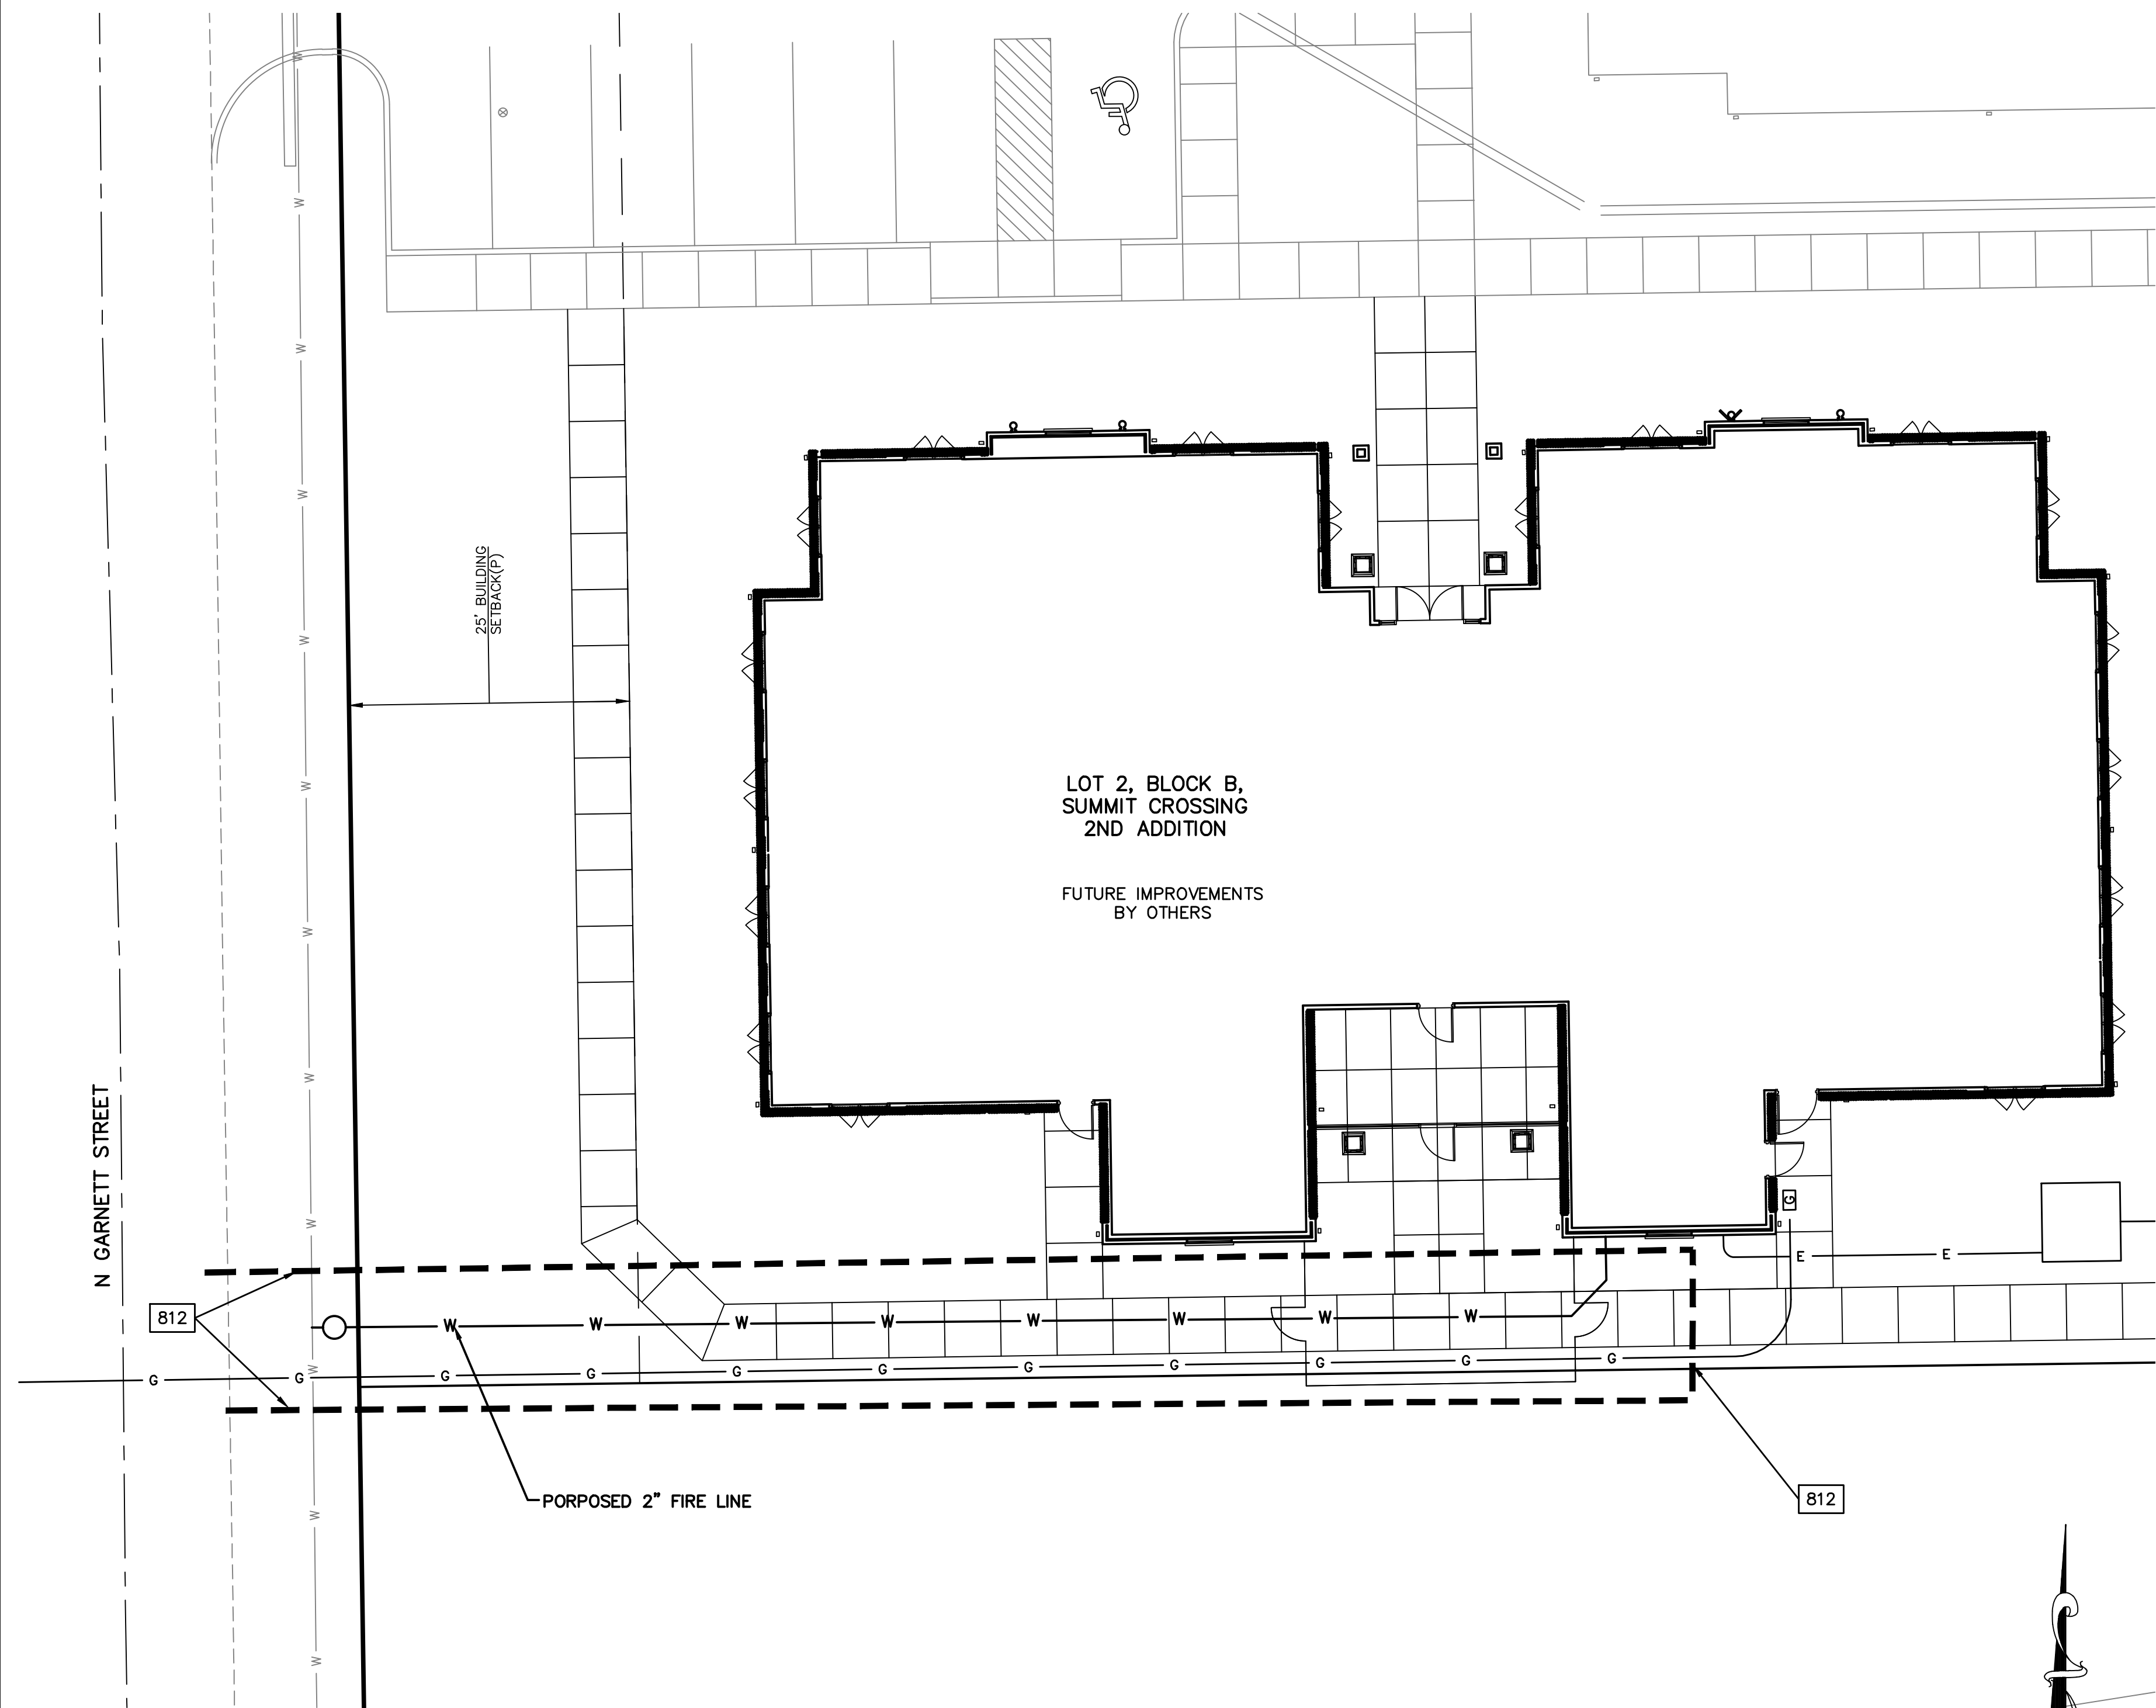 25' BUILDING
SETBACK(P)
LOT 2, BLOCK B,
SUMMIT CROSSING
2ND ADDITION
FUTURE IMPROVEMENTS
BY OTHERS
N GARNETT STREET
W
W
W
W
W
W
W
W
W
W
W
W
G
E E
812
W W W W W W W W
G G G G G G G G G G G
PORPOSED 2" FIRE LINE
812